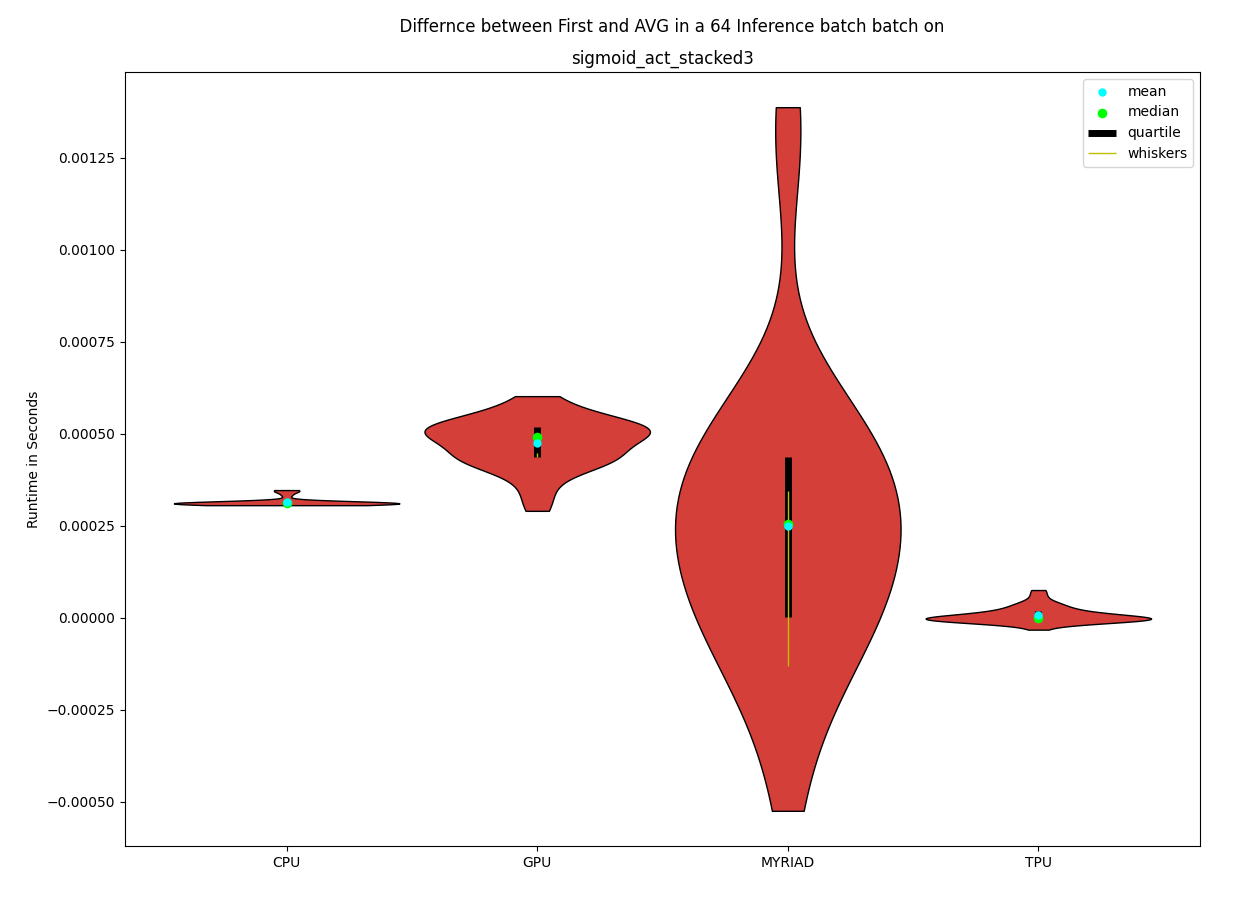 Differnce between First and AVG in a 64 Inference batch batch on
sigmoid_act_stacked3
mean
median
quartile
whiskers
Runtime in Seconds
0.00125
0.00100
0.00075
0.00050
0.00025
0.00000
−0.00025
−0.00050
CPU GPU MYRIAD TPU